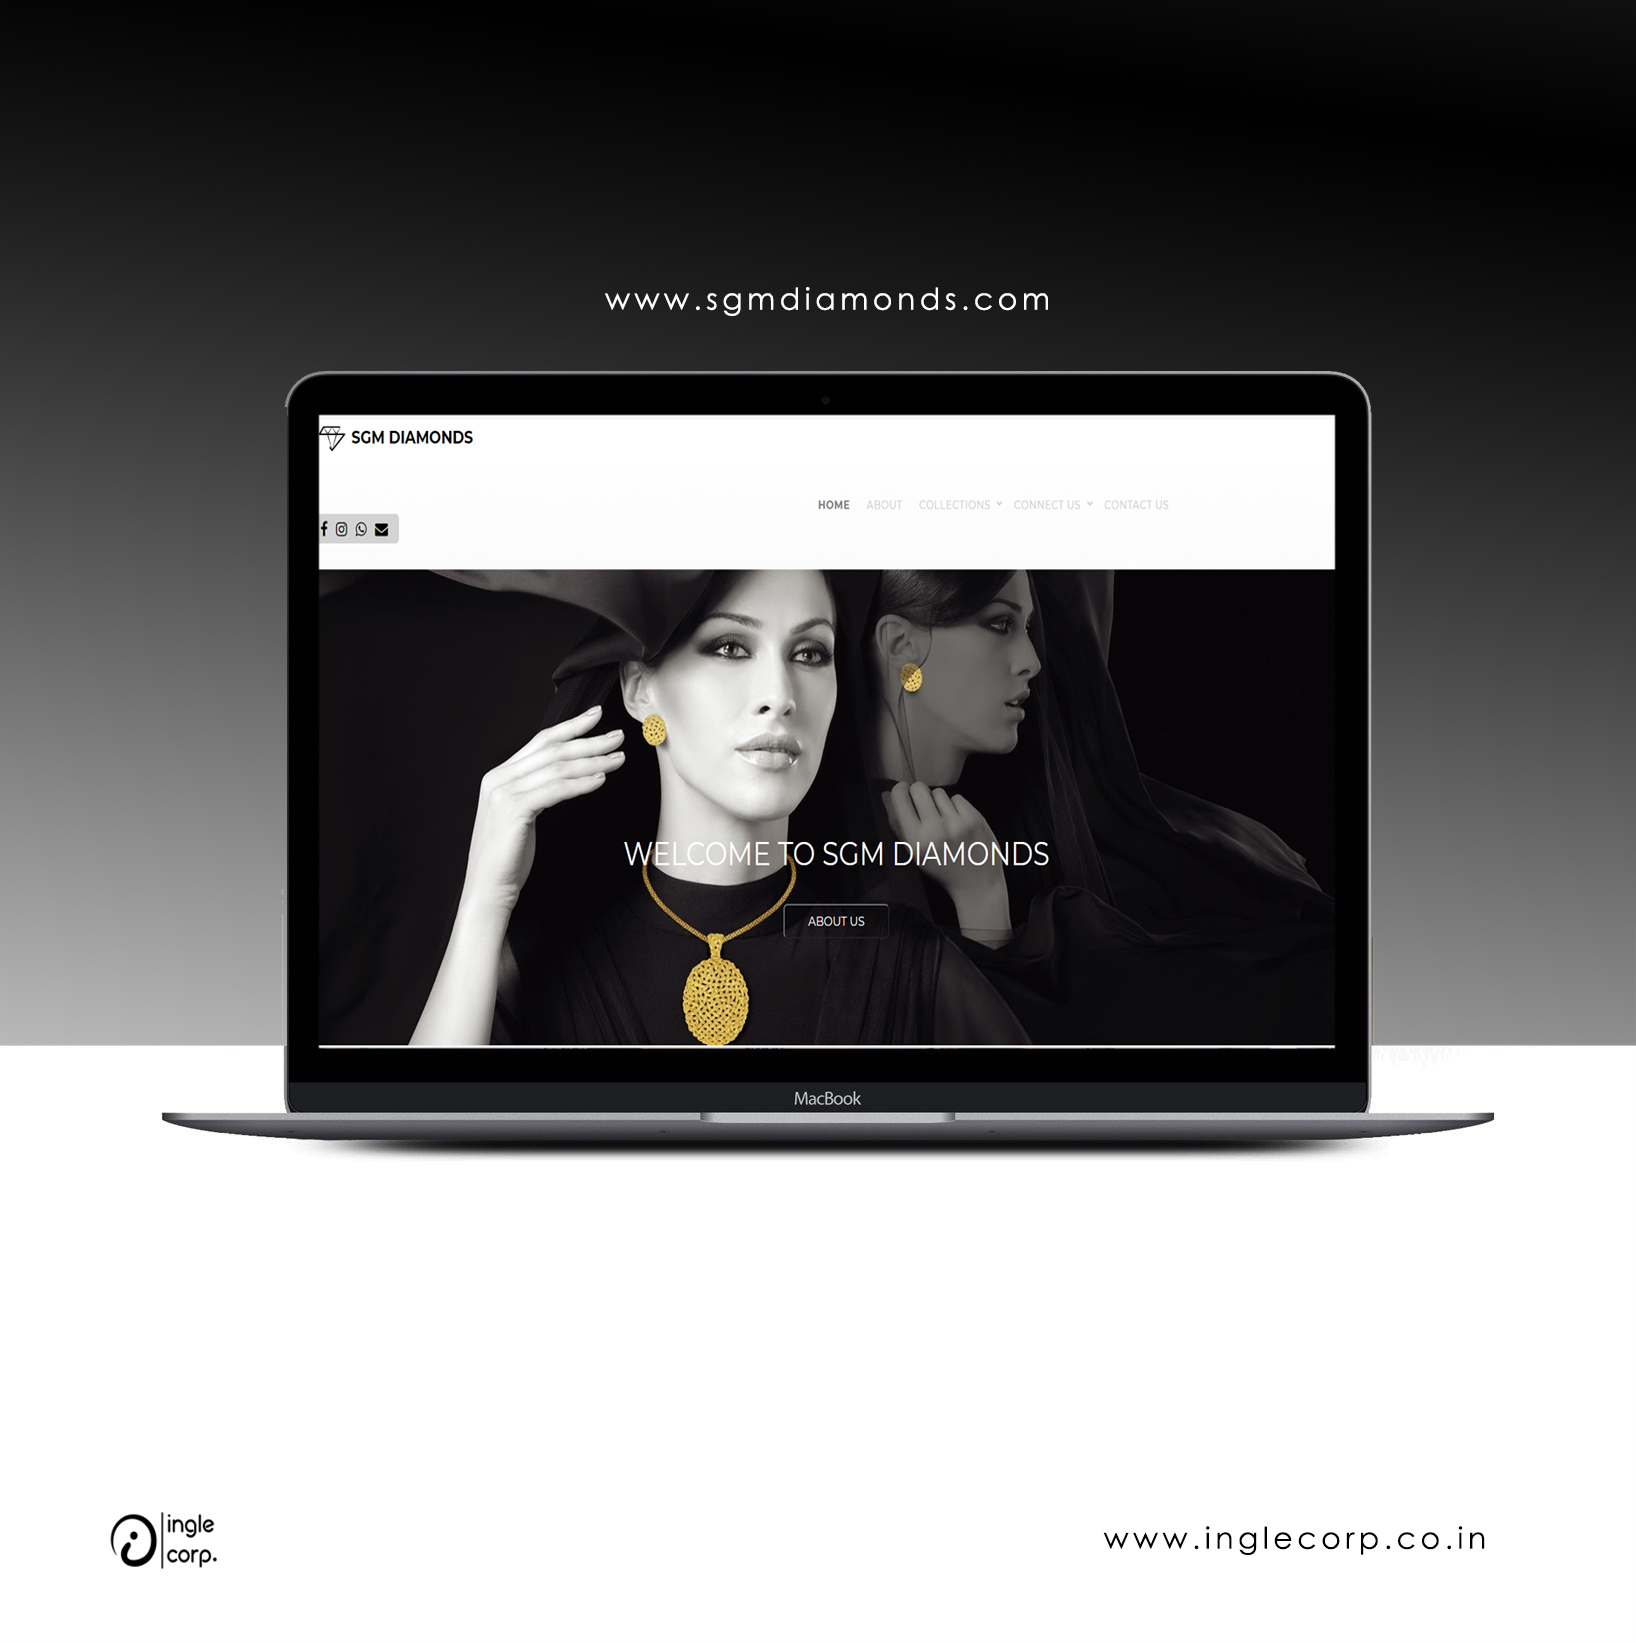 www.sgmdiamonds.com
SGM DIAMONDS
HOME ABOUT COLLECTIONS CONNECT US CONTACT US
WELCOME TO SGM DIAMONDS
ABOUT US
MacBook
ingle
corp.
www.inglecorp.co.in